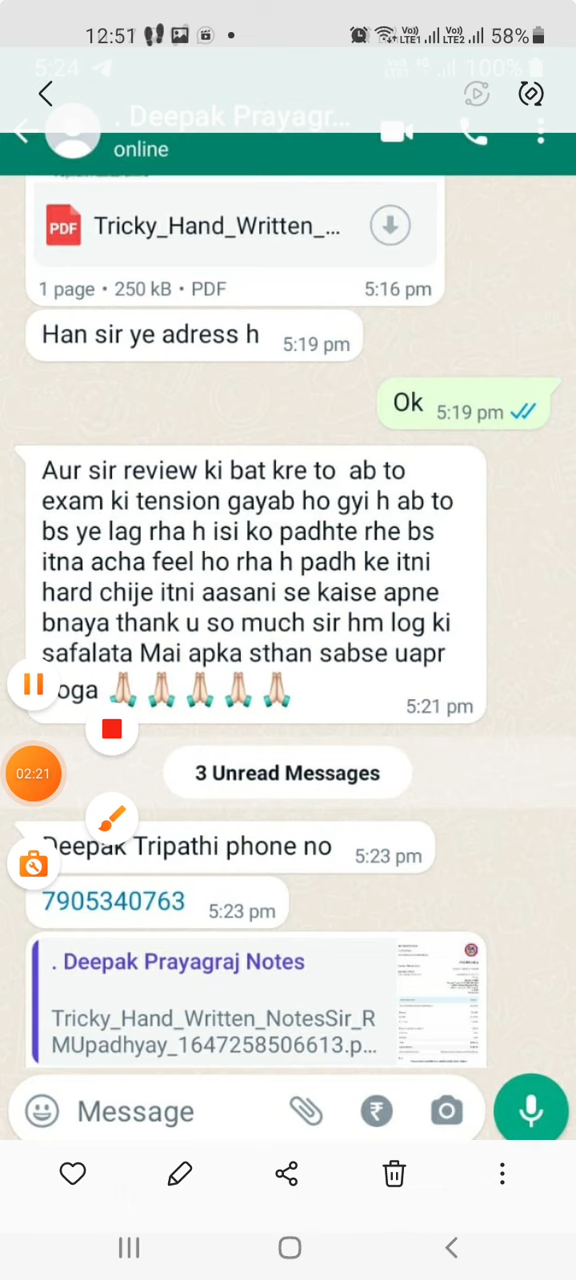 12:51
58%
5:24
100%
. Deepak Prayagr...
online
PDF
Tricky_Hand_Written_...
1 page • 250 kB • PDF
5:16 pm
Han sir ye adress h
5:19 pm
Ok
5:19 pm
Aur sir review ki bat kre to ab to
exam ki tension gayab ho gyi h ab to
bs ye lag rha h isi ko padhte rhe bs
itna acha feel ho rha h padh ke itni
hard chije itni aasani se kaise apne
bnaya thank u so much sir hm log ki
safalata Mai apka sthan sabse uapr
oga 🙏🏻🙏🏻🙏🏻🙏🏻🙏🏻
5:21 pm
02:21
3 Unread Messages
Deepak Tripathi phone no
5:23 pm
7905340763
5:23 pm
. Deepak Prayagraj Notes
Tricky_Hand_Written_NotesSir_R
MUpadhyay_1647258506613.p...
Message